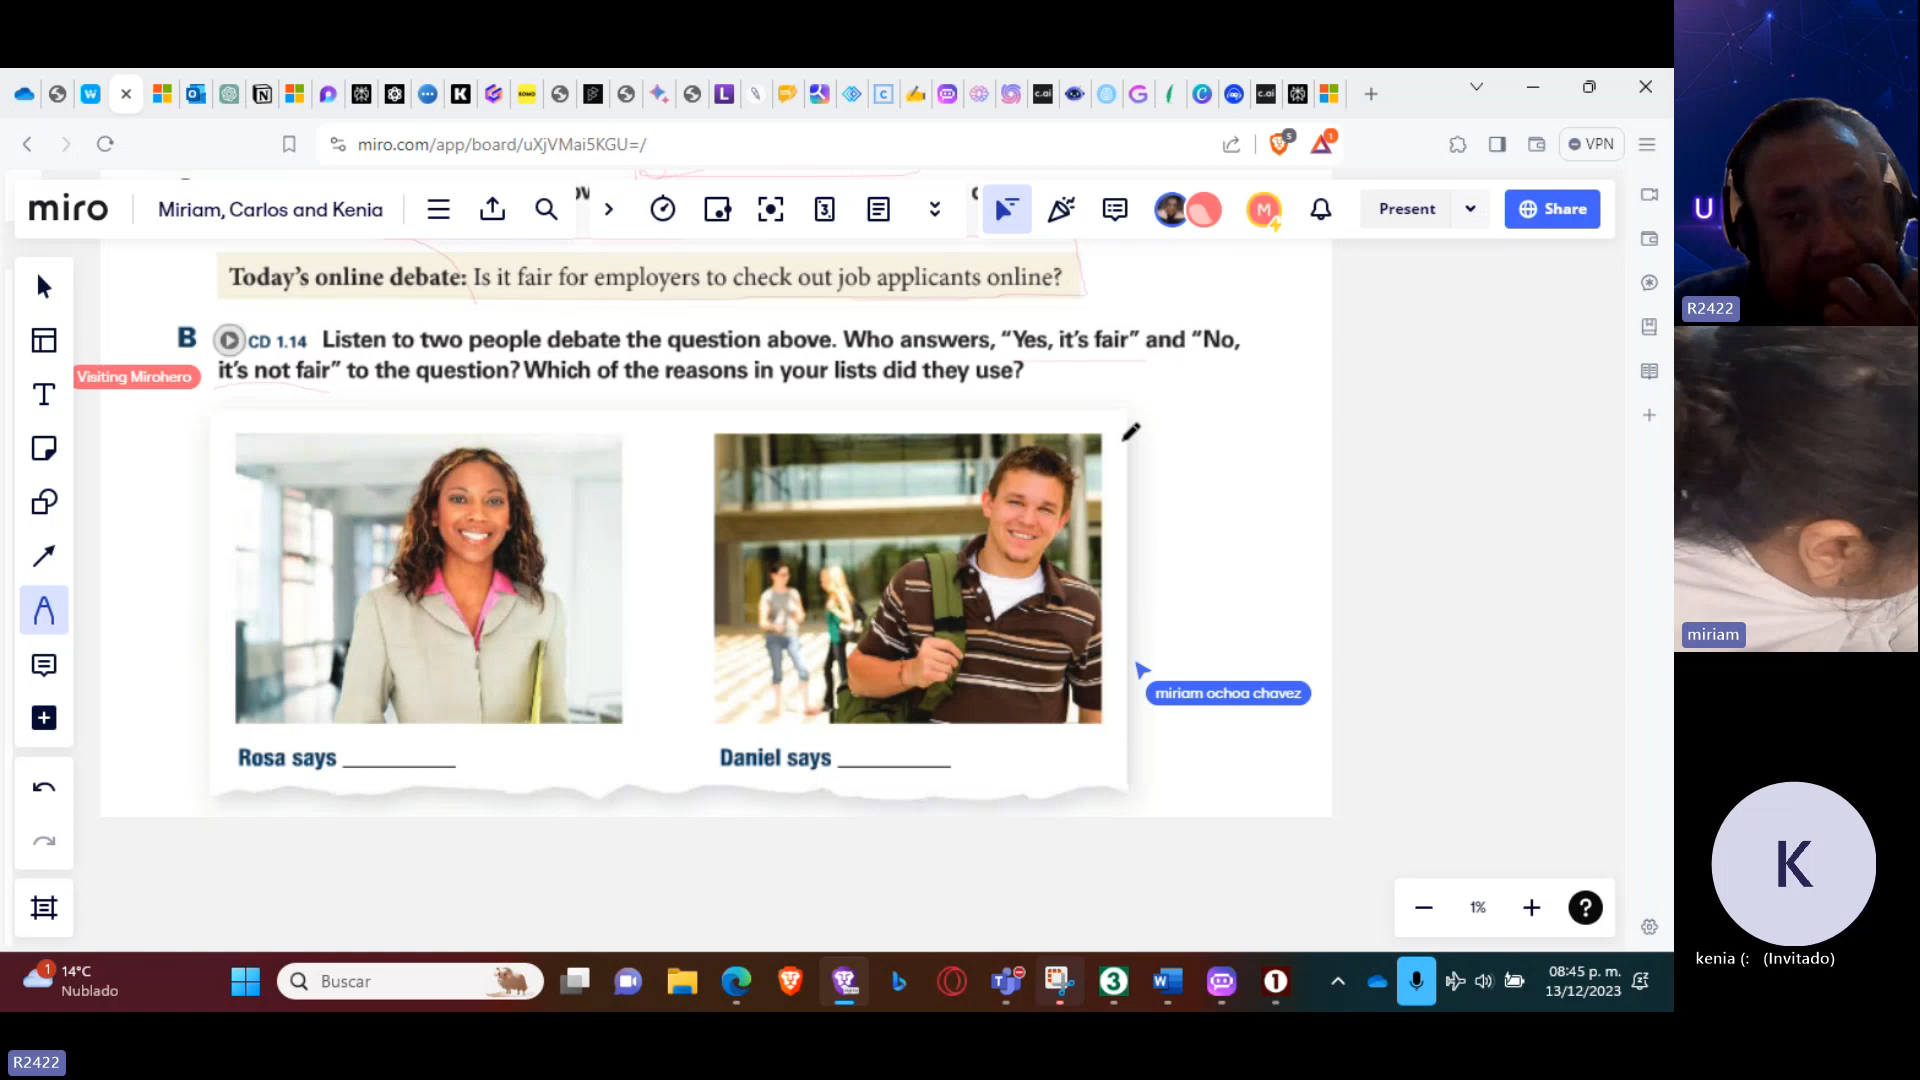 miro.com/app/board/uXjVMai5KGU=/
VPN
miro
Miriam, Carlos and Kenia
Present
Share
Today's online debate: Is it fair for employers to check out job applicants online?
B CD 1.14 Listen to two people debate the question above. Who answers, "Yes, it's fair" and "No,
it's not fair" to the question? Which of the reasons in your lists did they use?
Visiting Mirohero
miriam ochoa chavez
Rosa says
Daniel says
1%
14°C
Nublado
Buscar
08:45 p. m.
13/12/2023
U
R2422
miriam
K
kenia (: (Invitado)
R2422